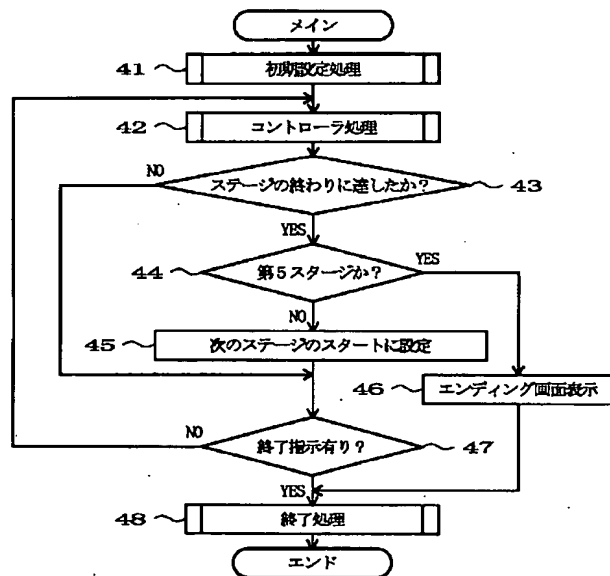 メイン
41
初期設定処理
42
コントローラ処理
NO
ステージの終わりに達したか?
43
YES
44
第5スタージか?
YES
NO
45
次のステージのスタートに設定
46
エンディング画面表示
NO
終了指示有り?
47
YES
48
終了処理
エンド